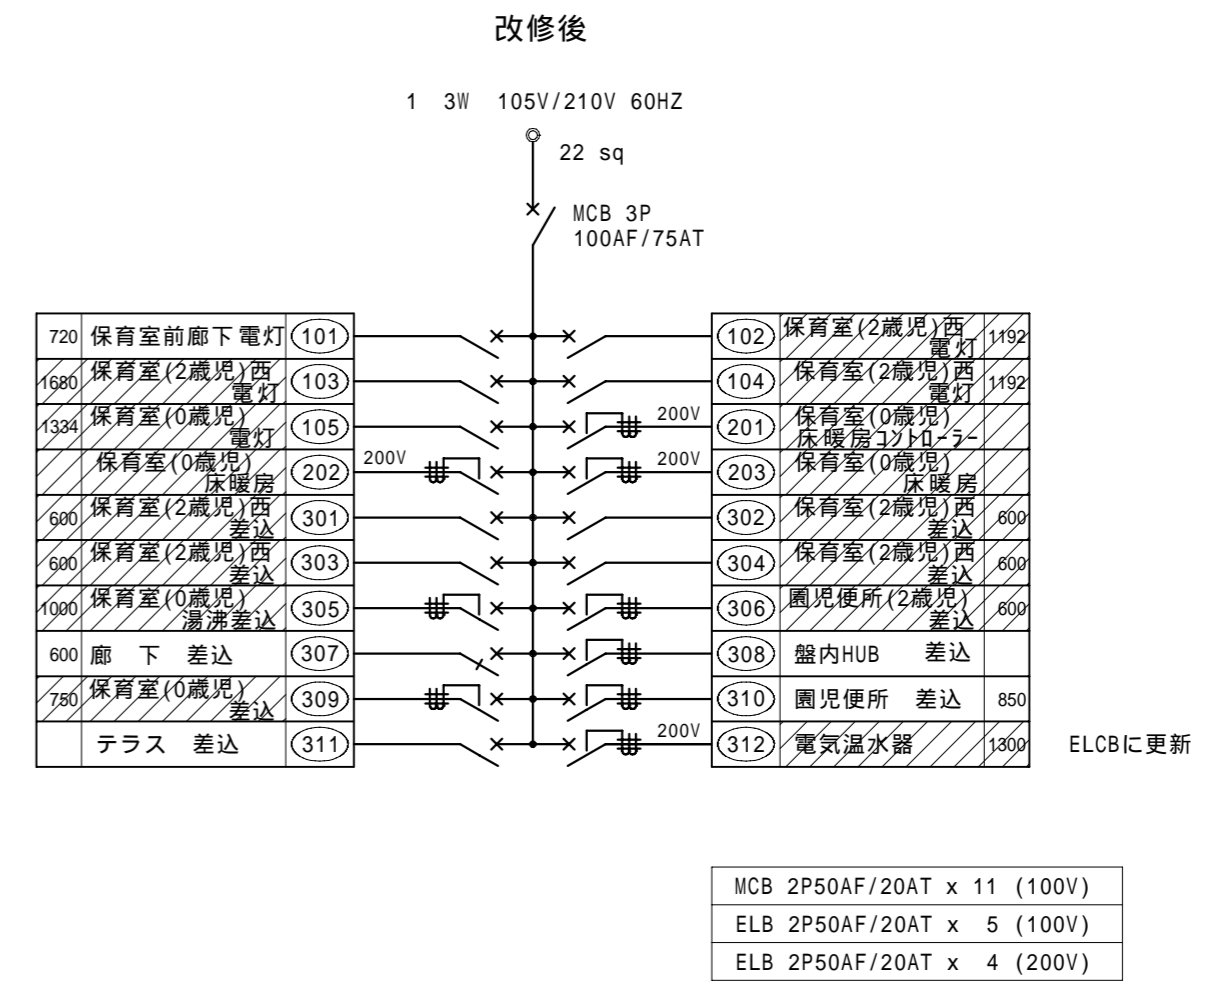 改修後
1 3W 105V/210V 60HZ
22 sq
MCB 3P
100AF/75AT
720 保育室前廊下 電灯 101
102 保育室(2歳児)西 電灯 1192
1680 保育室(2歳児)西 電灯 103
104 保育室(2歳児)西 電灯 1192
1334 保育室(0歳児) 電灯 105
200V 201 保育室(0歳児) 床暖房コントローラー
保育室(0歳児) 床暖房 202 200V
200V 203 保育室(0歳児) 床暖房
600 保育室(2歳児)西 差込 301
302 保育室(2歳児)西 差込 600
600 保育室(2歳児)西 差込 303
304 保育室(2歳児)西 差込 600
1000 保育室(0歳児) 湯沸差込 305
306 園児便所(2歳児) 差込 600
600 廊 下 差込 307
308 盤内HUB 差込
750 保育室(0歳児) 差込 309
310 園児便所 差込 850
テラス 差込 311
200V 312 電気温水器 1300 ELCBに更新
MCB 2P50AF/20AT x 11 (100V)
ELB 2P50AF/20AT x 5 (100V)
ELB 2P50AF/20AT x 4 (200V)